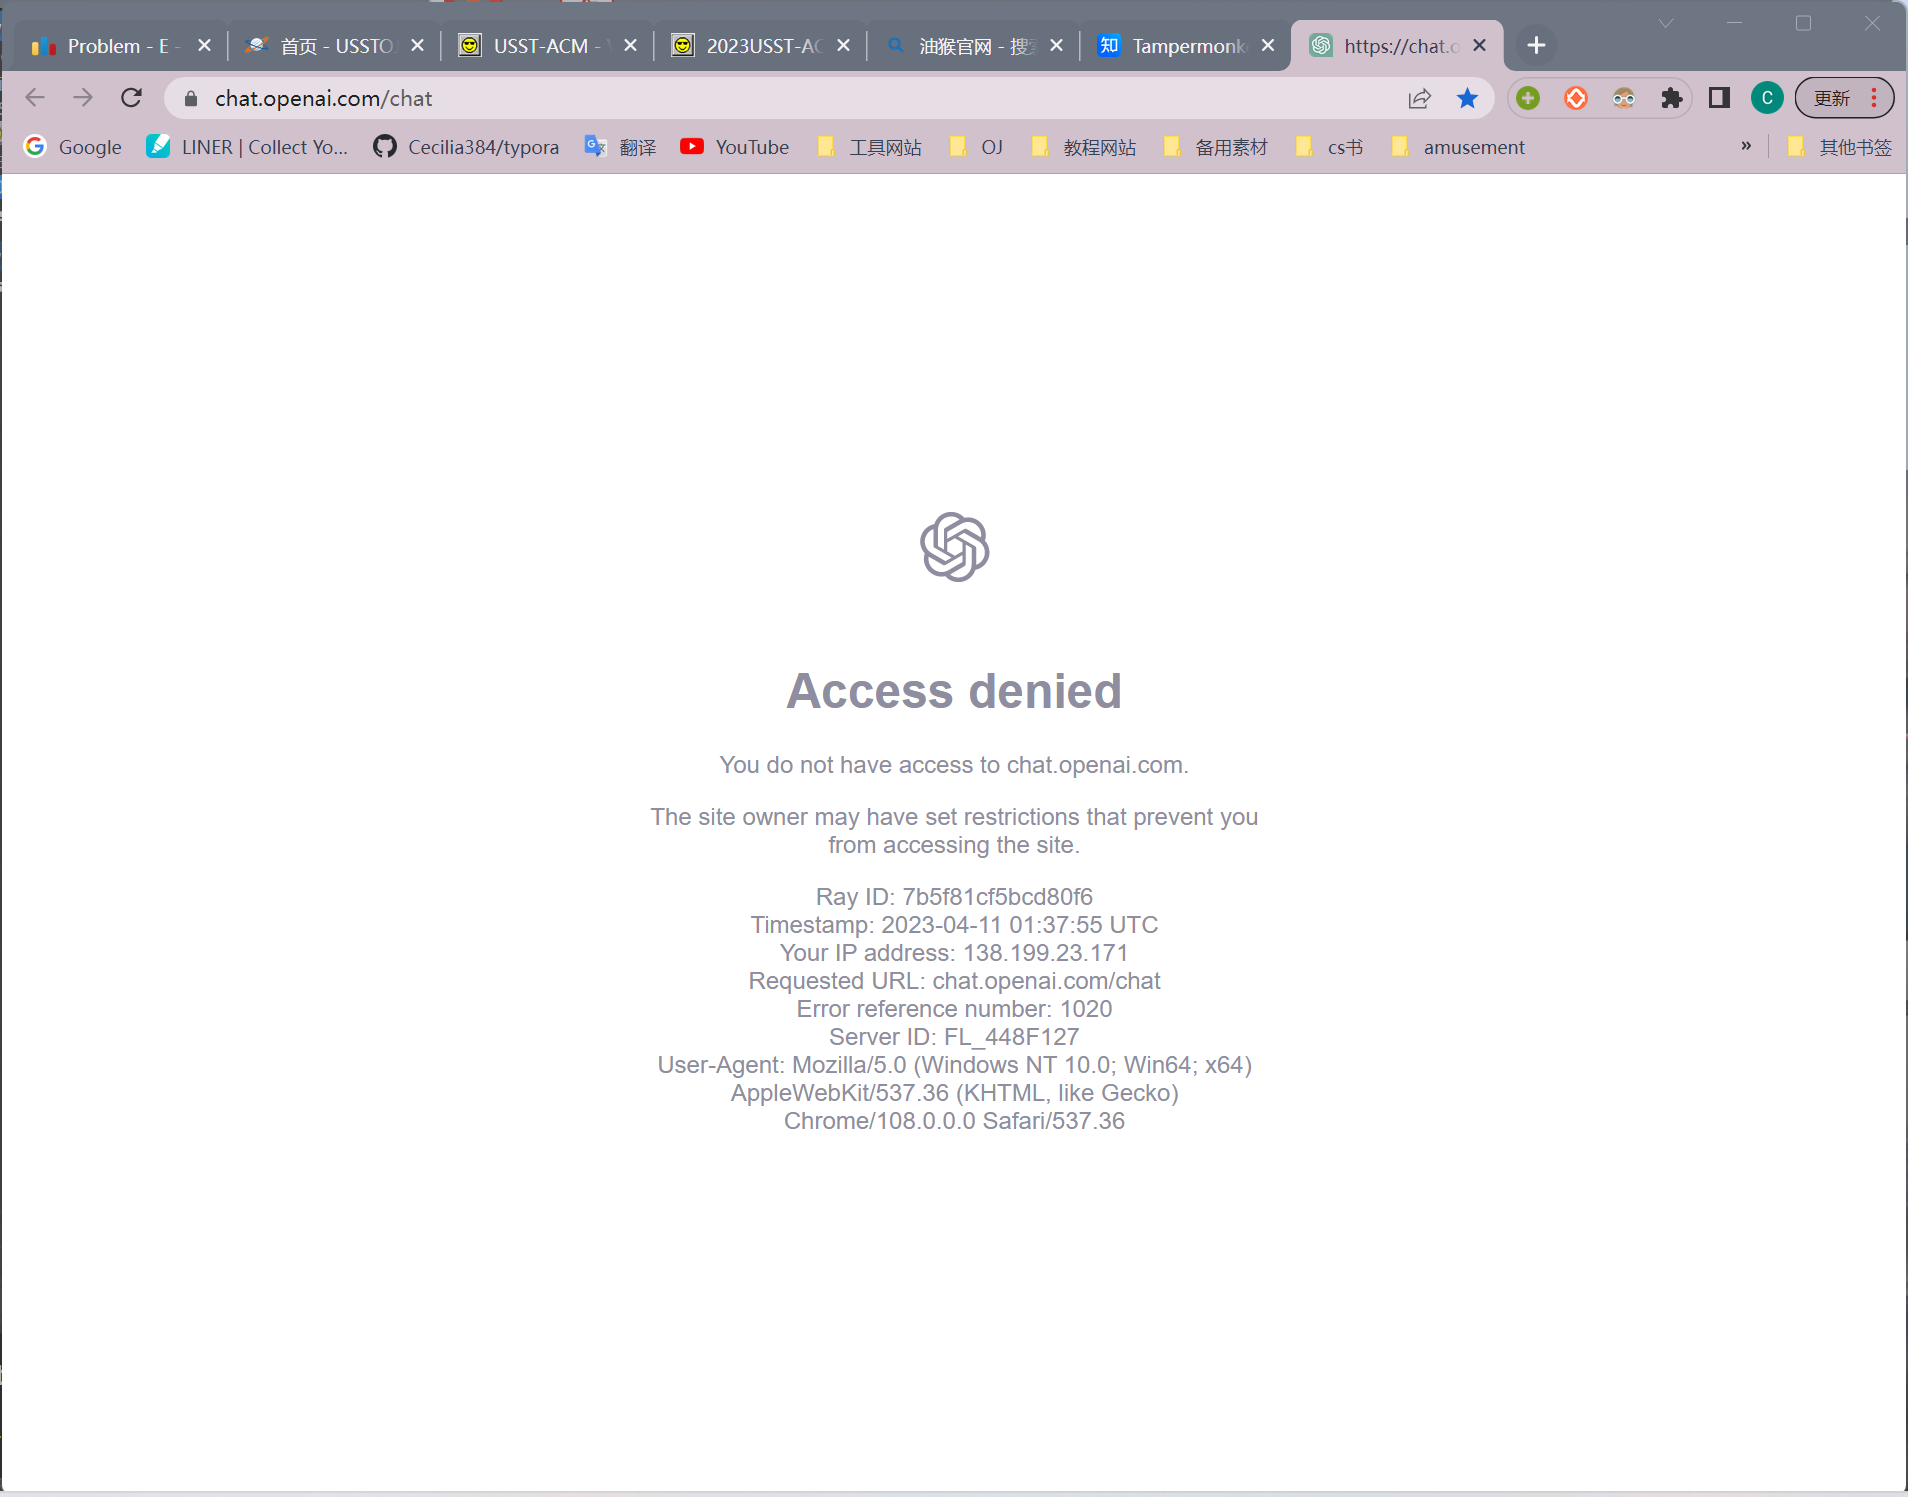 Problem - E -
首页 - USSTO
USST-ACM -
2023USST-AC
油猴官网 - 搜
Tampermonk
https://chat.o
chat.openai.com/chat
C
更新
Google
LINER | Collect Yo...
Cecilia384/typora
翻译
YouTube
工具网站
OJ
教程网站
备用素材
cs书
amusement
»
其他书签
Access denied
You do not have access to chat.openai.com.
The site owner may have set restrictions that prevent you
from accessing the site.
Ray ID: 7b5f81cf5bcd80f6
Timestamp: 2023-04-11 01:37:55 UTC
Your IP address: 138.199.23.171
Requested URL: chat.openai.com/chat
Error reference number: 1020
Server ID: FL_448F127
User-Agent: Mozilla/5.0 (Windows NT 10.0; Win64; x64)
AppleWebKit/537.36 (KHTML, like Gecko)
Chrome/108.0.0.0 Safari/537.36